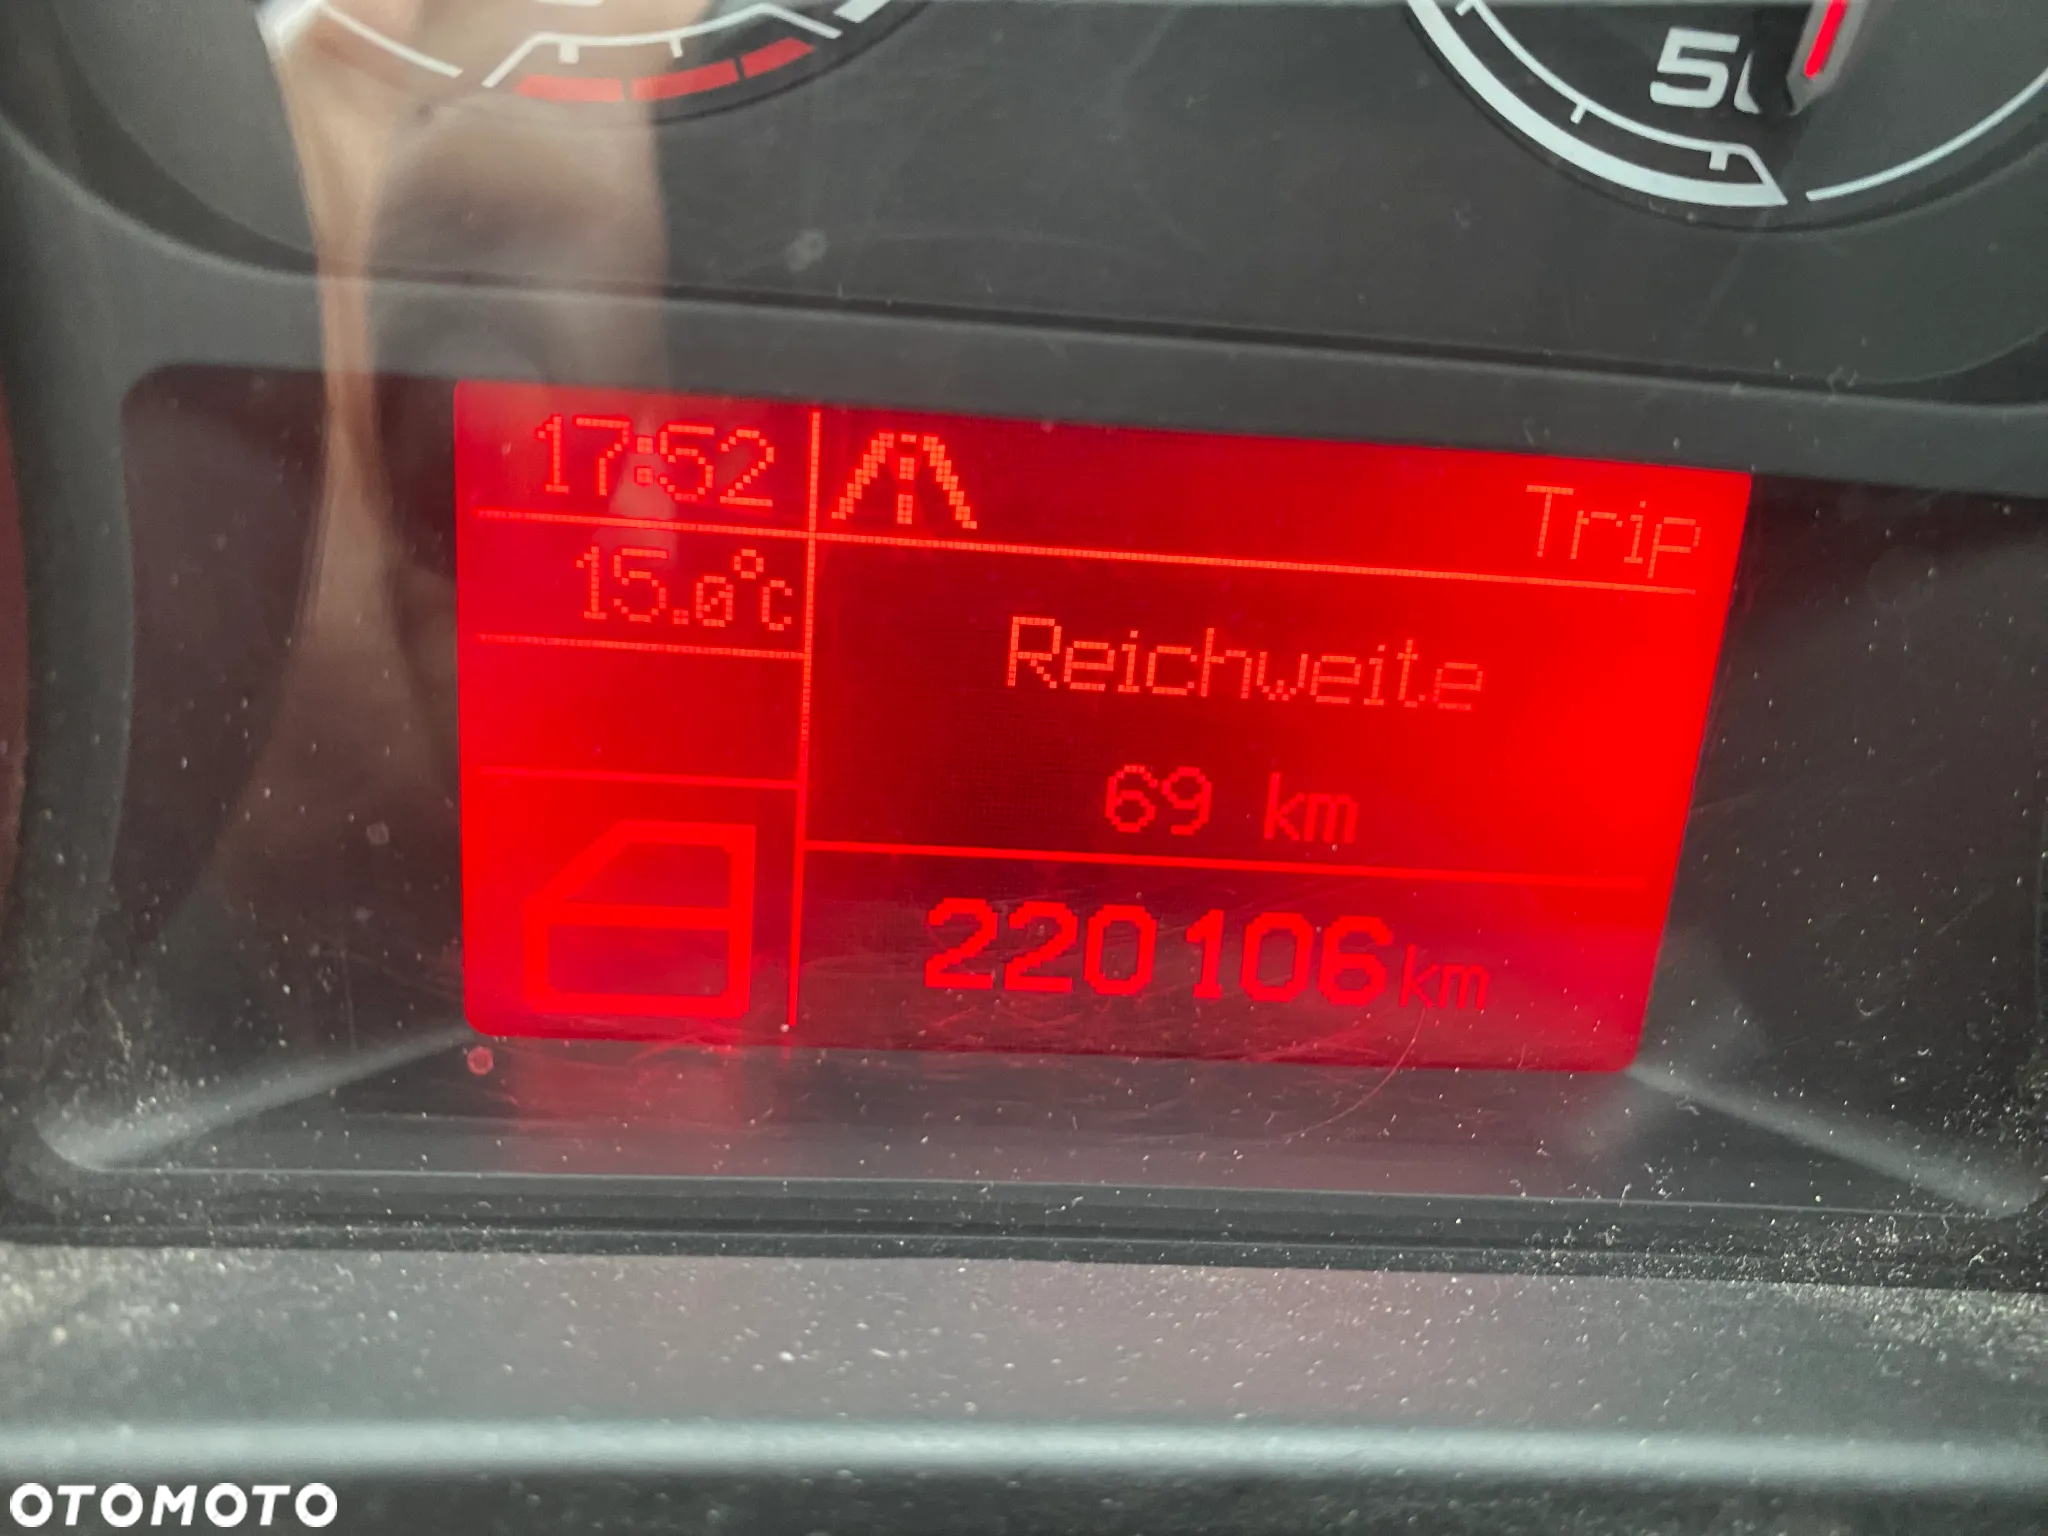 17:52
Trip
15.0°C
Reichweite
69 km
220106km
OTOMOTO